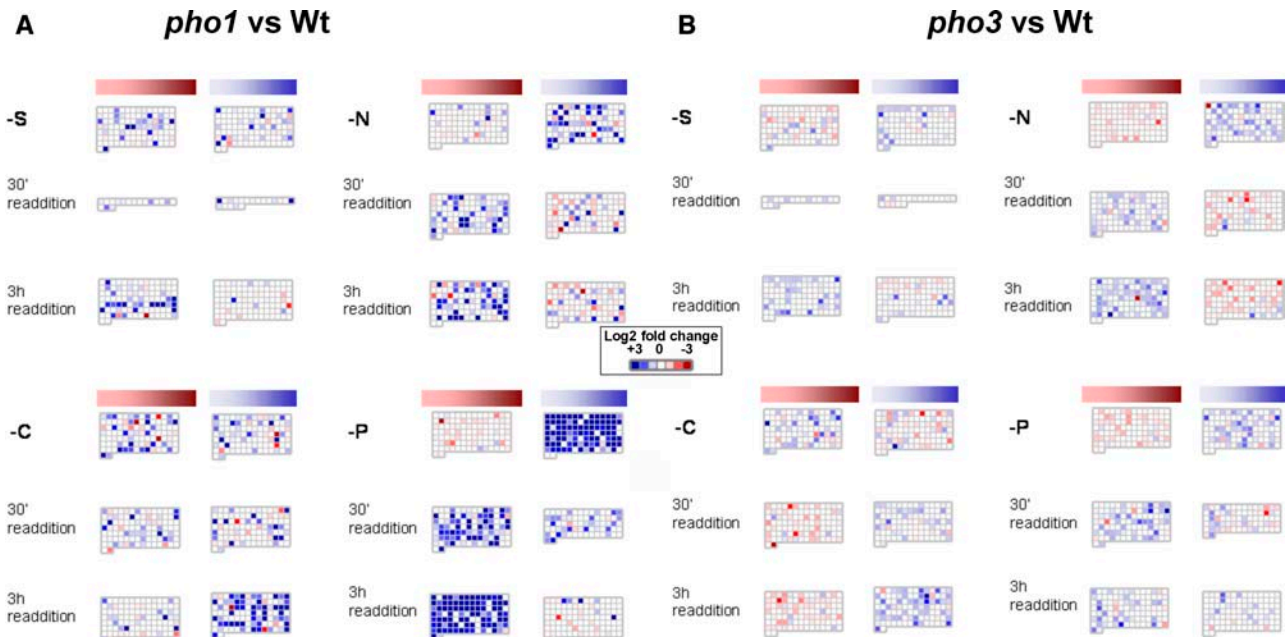 A pho1 vs Wt
-S
30'
readdition
3h
readdition
-N
30'
readdition
3h
readdition
-C
30'
readdition
3h
readdition
-P
30'
readdition
3h
readdition
Log2 fold change
+3 0 -3
B pho3 vs Wt
-S
30'
readdition
3h
readdition
-N
30'
readdition
3h
readdition
-C
30'
readdition
3h
readdition
-P
30'
readdition
3h
readdition